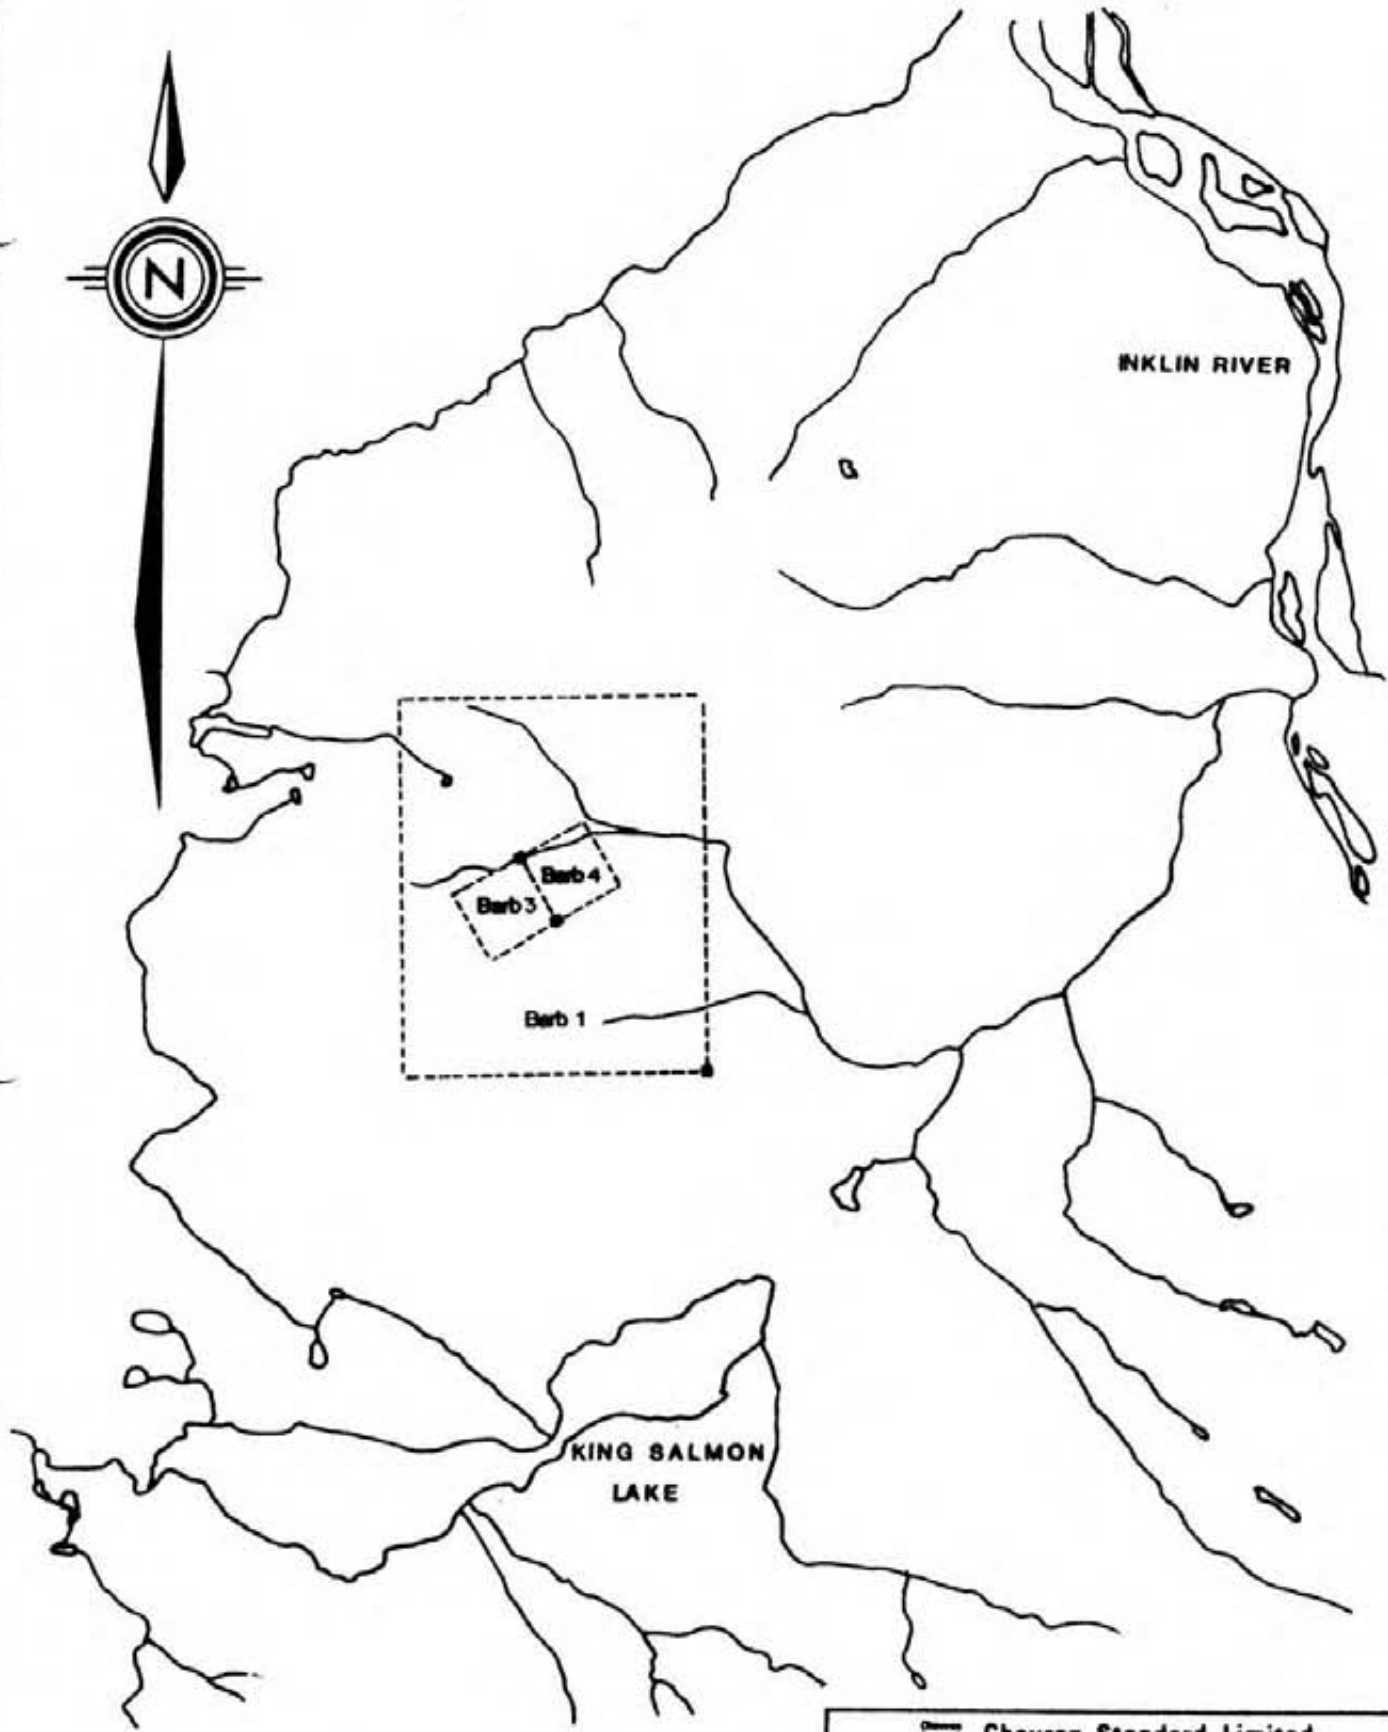 N
INKLIN RIVER
Barb 4
Barb 3
Barb 1
KING SALMON
LAKE
Chevron Standard Limited